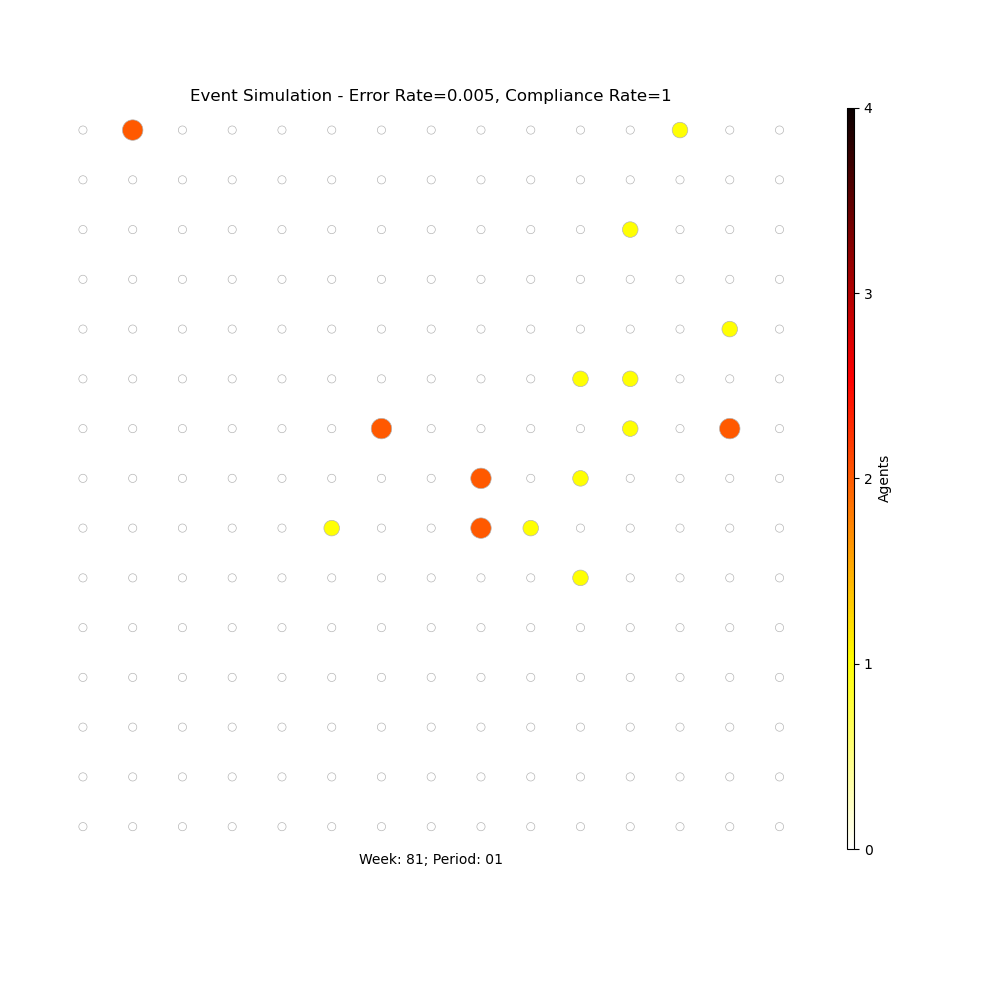 Event Simulation - Error Rate=0.005, Compliance Rate=1
4
3
2
1
0
Agents
Week: 81; Period: 01